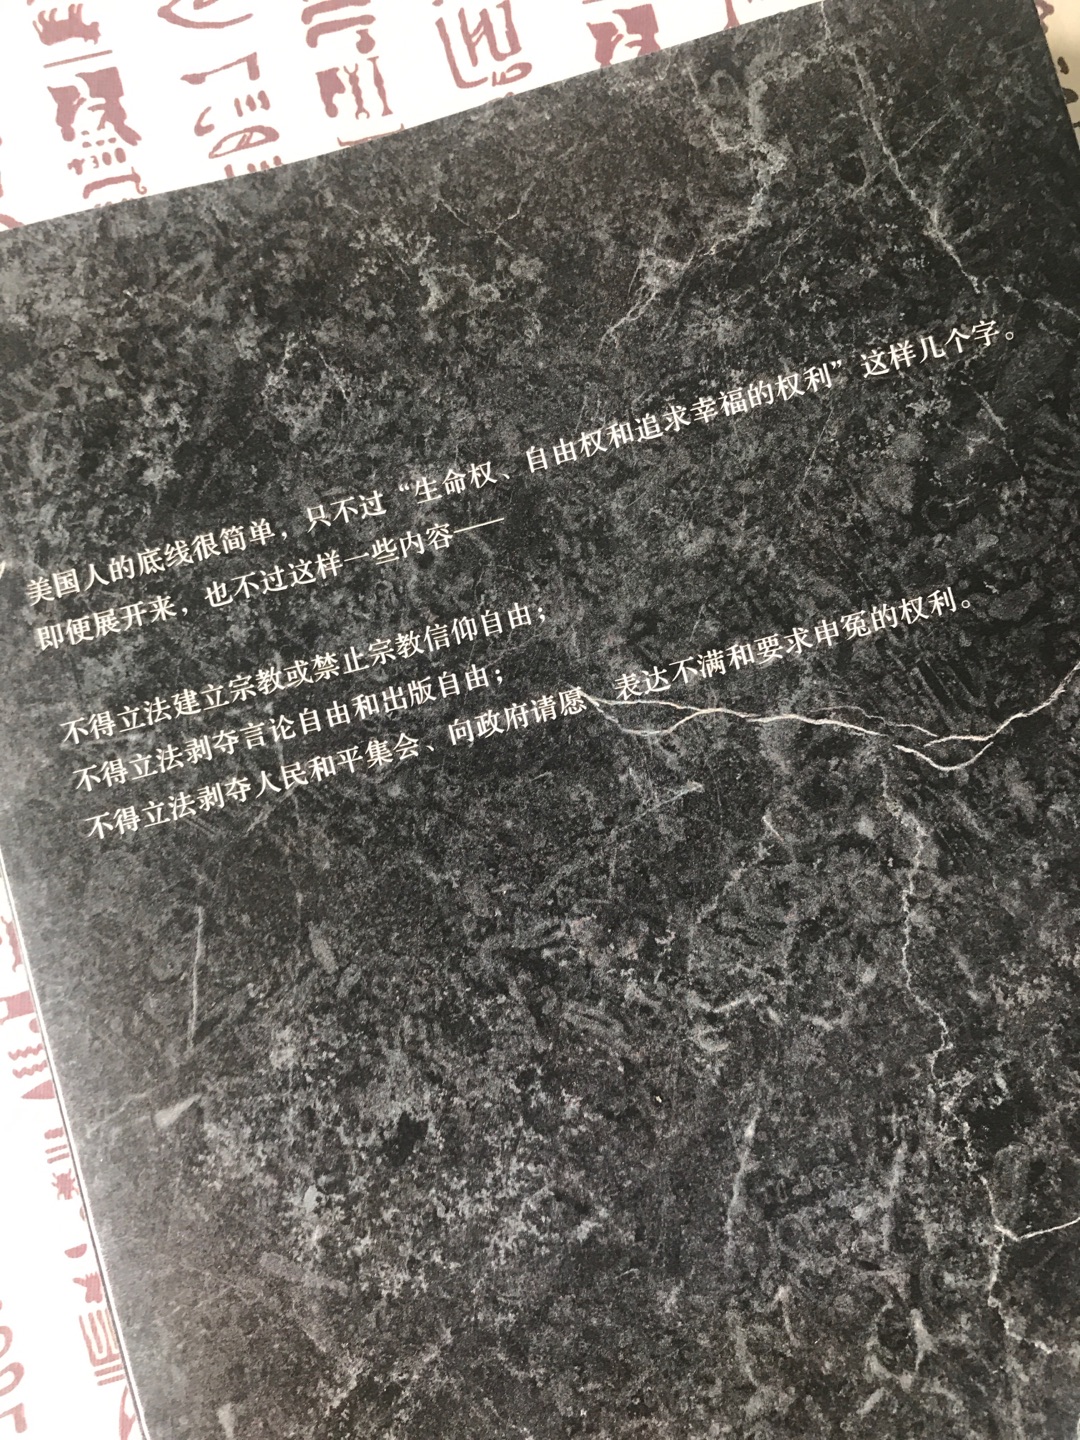 美国人的底线很简单，只不过“生命权、自由权和追求幸福的权利”这样几个字。
即便展开来，也不过这样一些内容——
不得立法建立宗教或禁止宗教信仰自由；
不得立法剥夺言论自由和出版自由；
不得立法剥夺人民和平集会、向政府请愿、表达不满和要求申冤的权利。